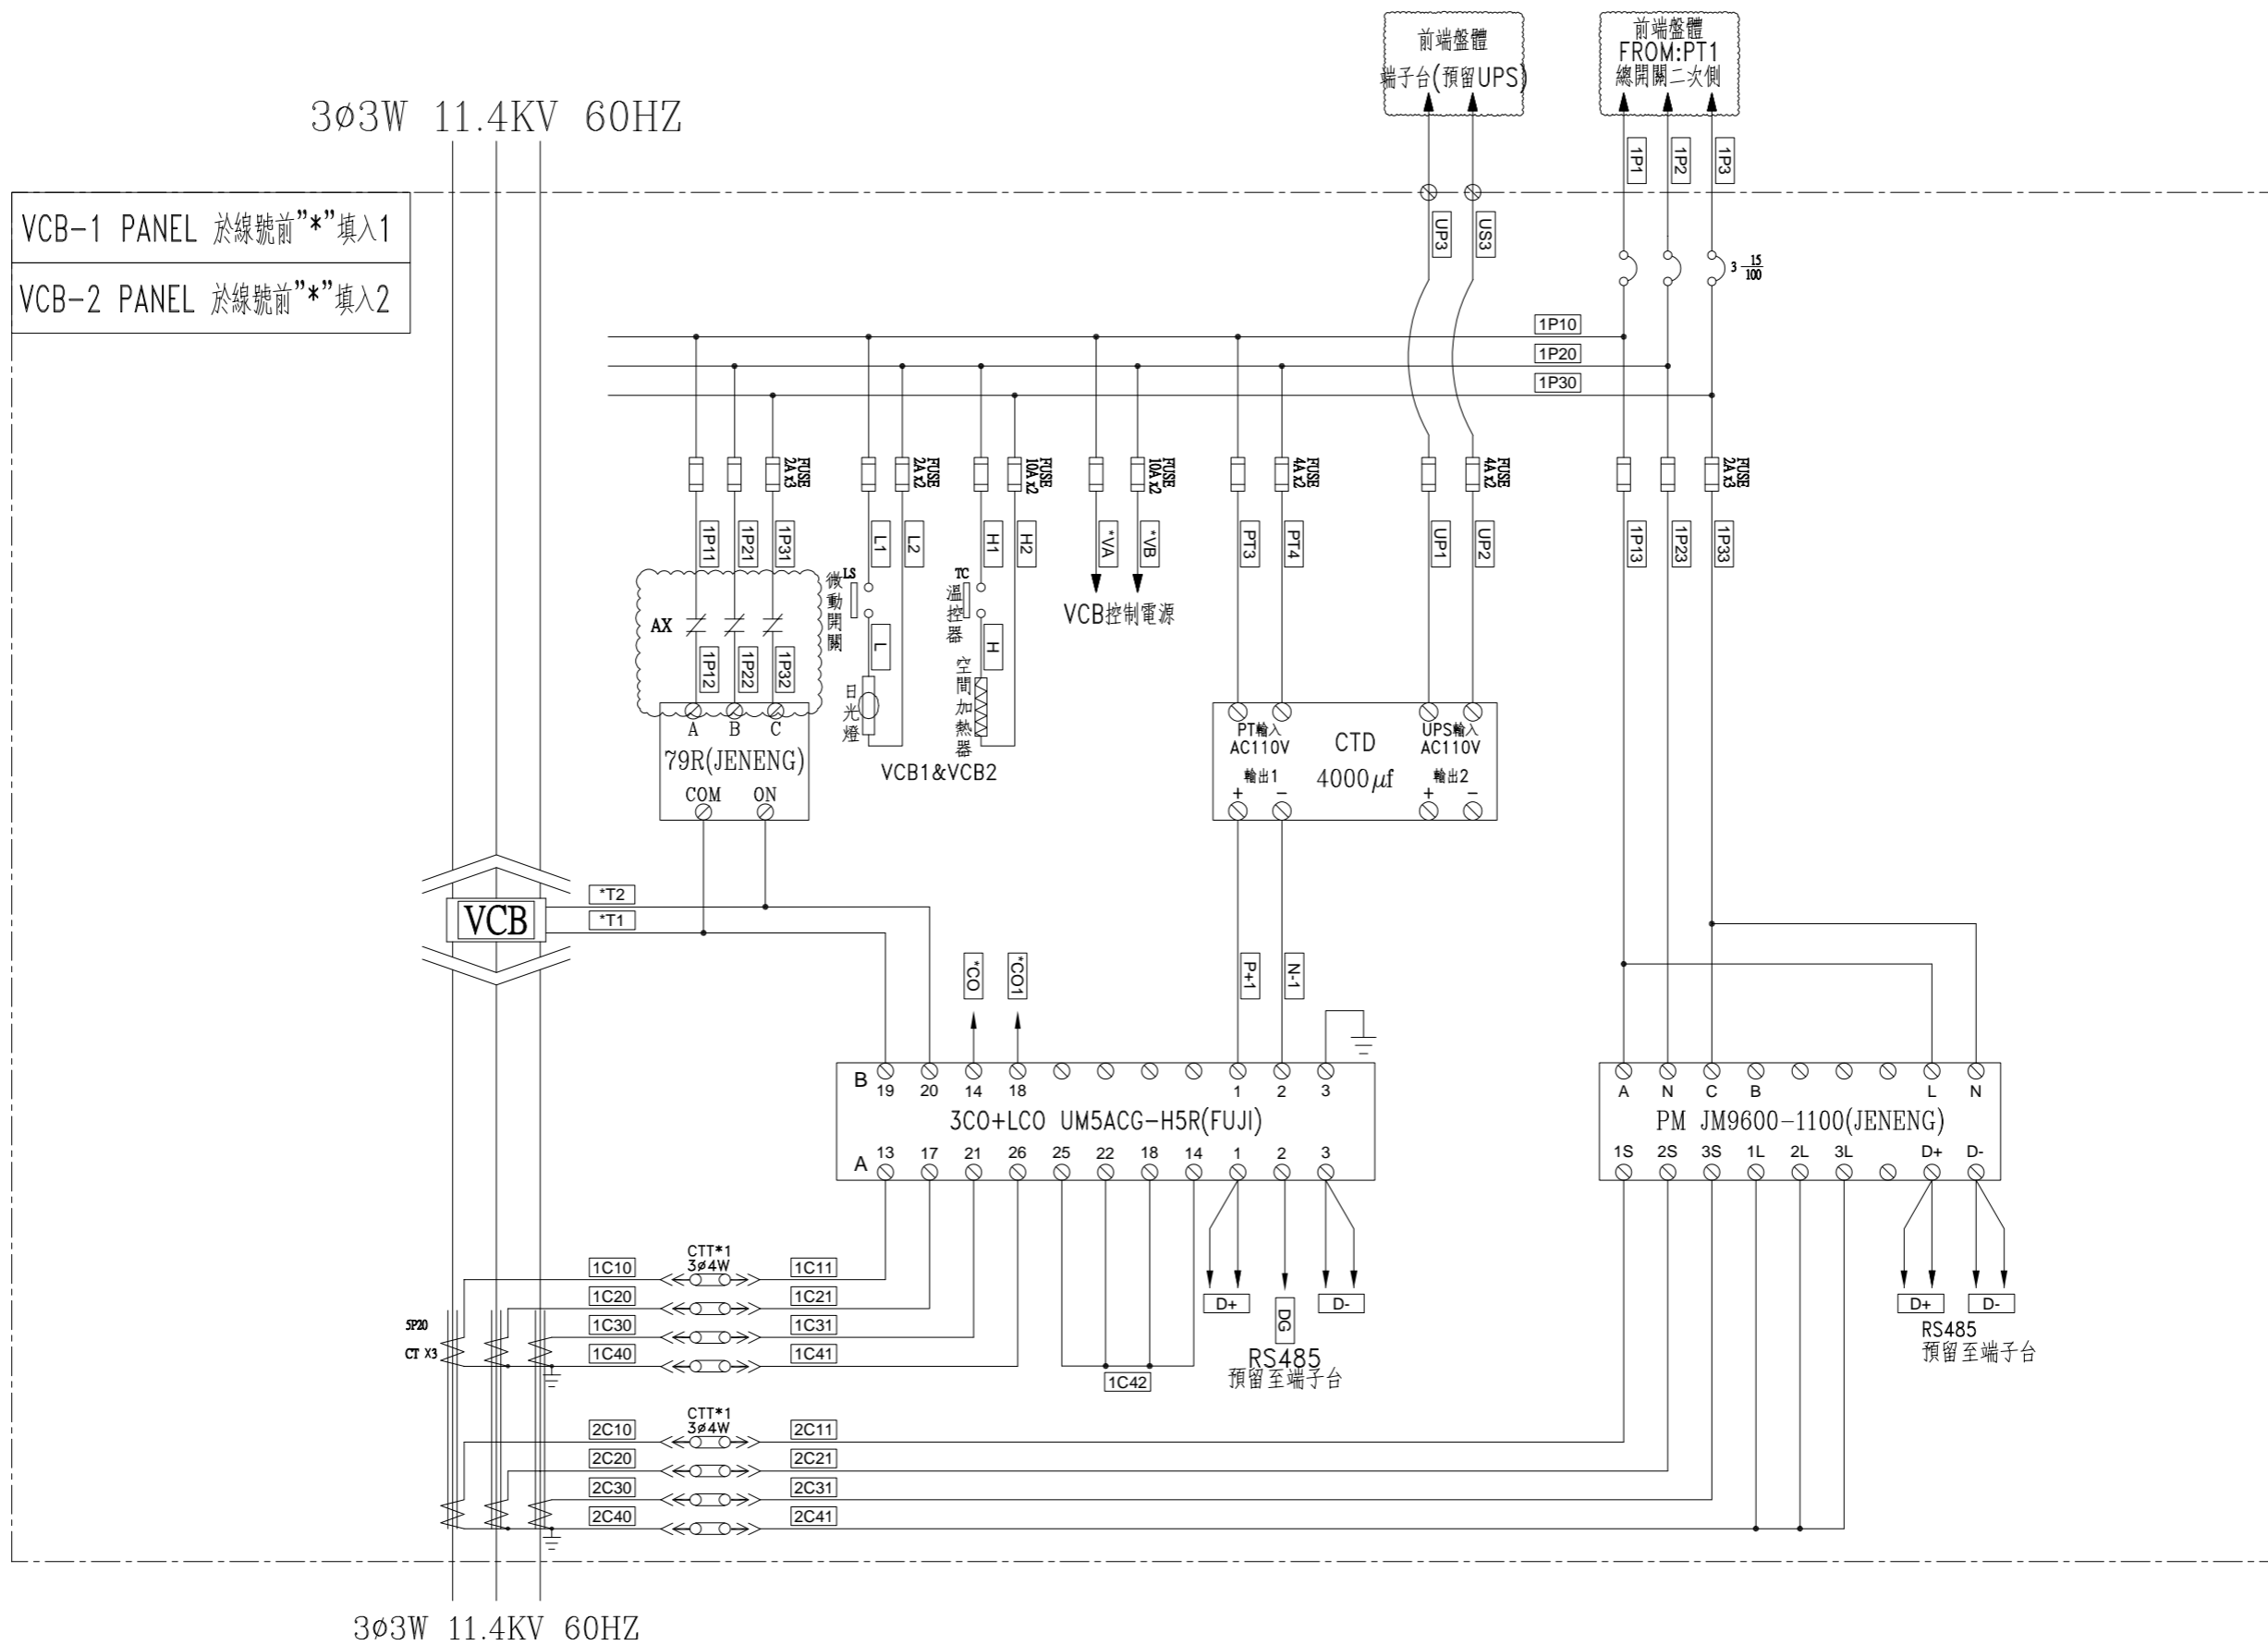 前端盤體
端子台(預留UPS)
前端盤體
FROM:PT1
總開關二次側
3ø3W 11.4KV 60HZ
1P1
1P2
1P3
VCB-1 PANEL 於線號前"*"填入1
VCB-2 PANEL 於線號前"*"填入2
UP3
US3
3 15/100
1P10
1P20
1P30
FUSE
2A x3
FUSE
2A x2
FUSE
10A x2
FUSE
10A x2
FUSE
4A x2
FUSE
4A x2
FUSE
2A x3
1P11
1P21
1P31
L1
L2
H1
H2
*VA
*VB
PT3
PT4
UP1
UP2
1P13
1P23
1P33
AX
微動開關
LS
TC
溫控器
VCB控制電源
1P12
1P22
1P32
L
H
日光燈
空間加熱器
A B C
79R(JENENG)
COM ON
VCB1&VCB2
PT輸入
AC110V
CTD
4000μf
UPS輸入
AC110V
輸出1
+ -
輸出2
+ -
VCB
*T2
*T1
*CO
*CO1
P+1
N-1
B 19 20 14 18 1 2 3
3CO+LCO UM5ACG-H5R(FUJI)
A 13 17 21 26 25 22 18 14 1 2 3
A N C B L N
PM JM9600-1100(JENENG)
1S 2S 3S 1L 2L 3L D+ D-
CTT*1
3ø4W
1C10
1C11
1C20
1C21
1C30
1C31
1C40
1C41
5P20
CT X3
1C42
D+
DG
D-
RS485
預留至端子台
D+
D-
RS485
預留至端子台
CTT*1
3ø4W
2C10
2C11
2C20
2C21
2C30
2C31
2C40
2C41
3ø3W 11.4KV 60HZ